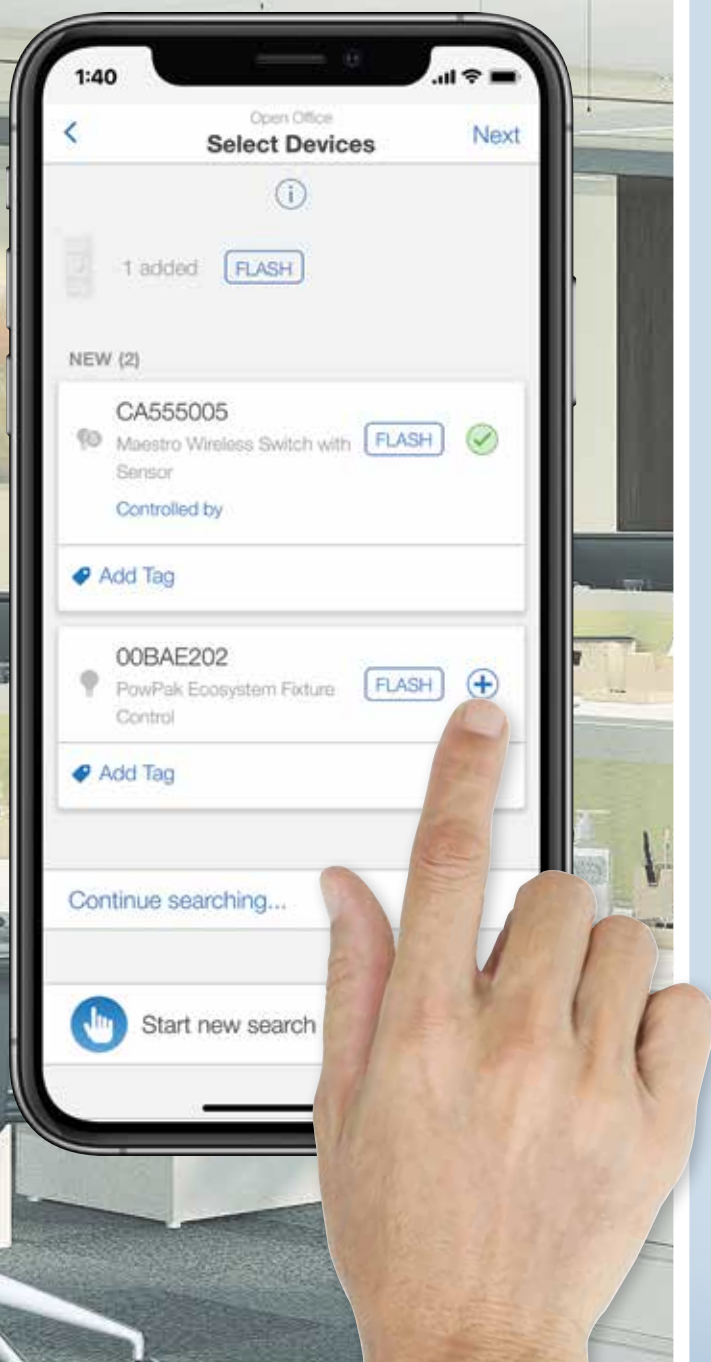 1:40
Open Office
Select Devices
Next
1 added FLASH
NEW (2)
CA555005
Maestro Wireless Switch with
Sensor
FLASH
Controlled by
Add Tag
00BAE202
PowPak Ecosystem Fixture
Control
FLASH
Add Tag
Continue searching...
Start new search